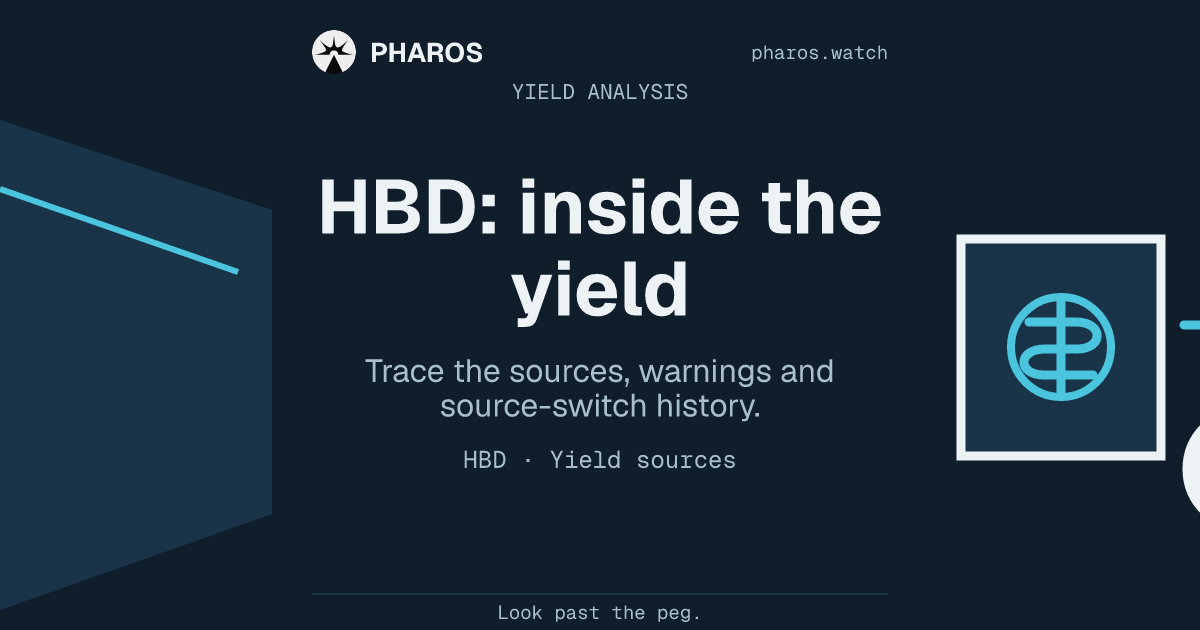 PHAROS
pharos.watch
YIELD ANALYSIS
HBD: inside the
yield
Trace the sources, warnings and
source-switch history.
HBD · Yield sources
Look past the peg.